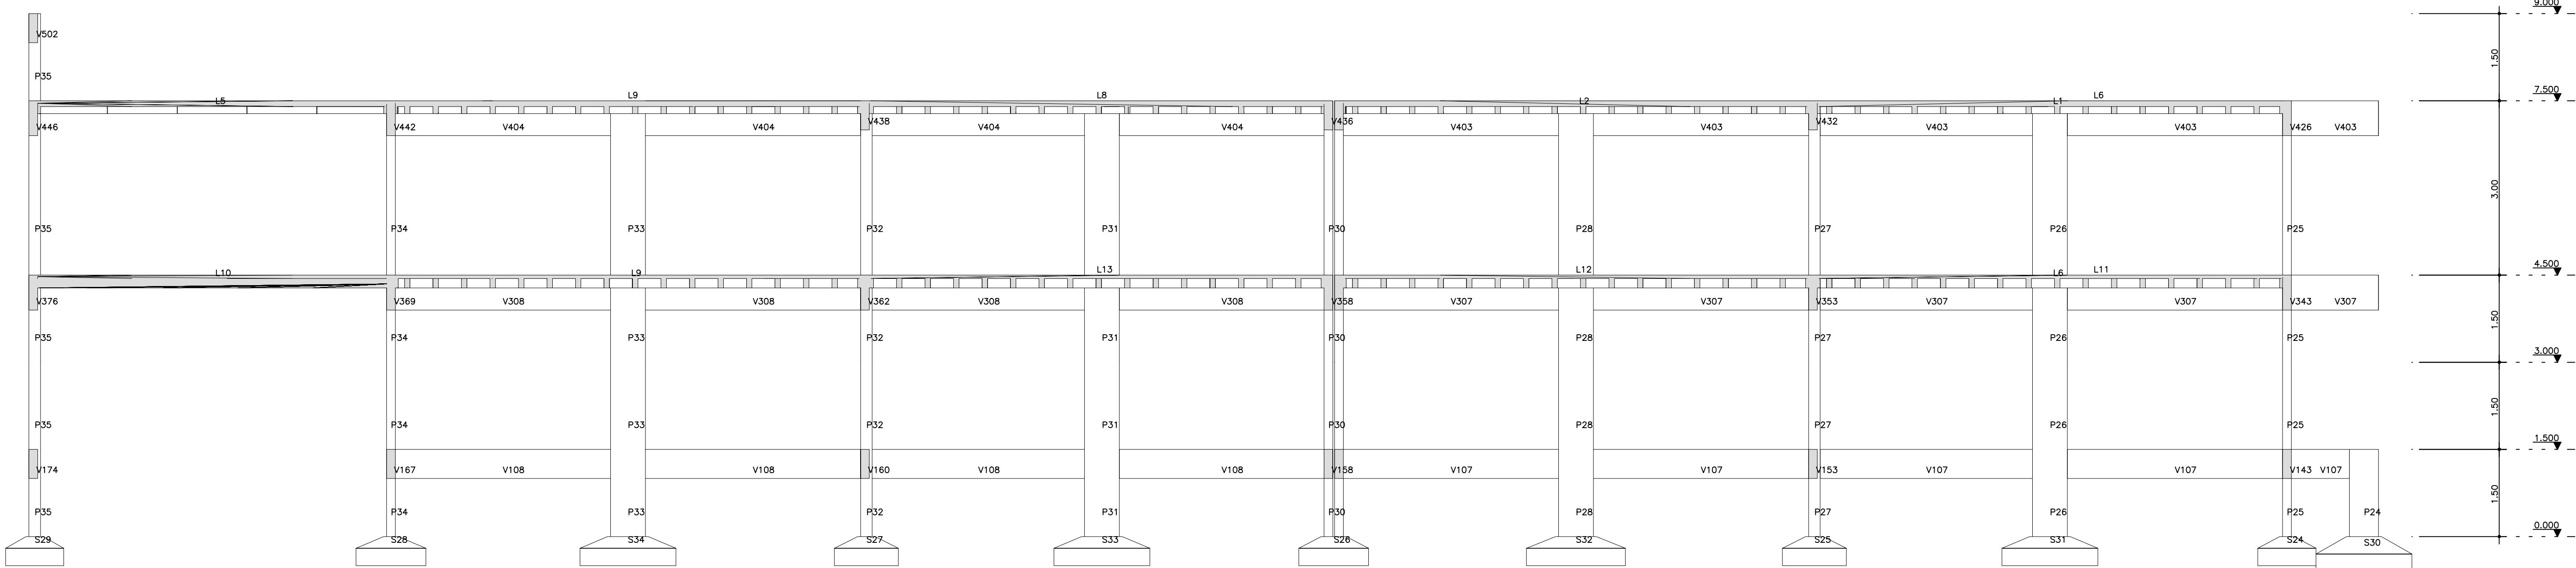 9.000
V502
1.50
P35
L5 L9 L8 L2 L1 L6
7.500
V446 V442 V404 V404 V438 V404 V404 V436 V403 V403 V432 V403 V403 V426 V403
3.00
P35 P34 P33 P32 P31 P30 P28 P27 P26 P25
L10 L9 L13 L12 L6 L11
4.500
V376 V369 V308 V308 V362 V308 V308 V358 V307 V307 V353 V307 V307 V343 V307
1.50
P35 P34 P33 P32 P31 P30 P28 P27 P26 P25
3.000
1.50
P35 P34 P33 P32 P31 P30 P28 P27 P26 P25
1.500
V174 V167 V108 V108 V160 V108 V108 V158 V107 V107 V153 V107 V107 V143 V107
1.50
P35 P34 P33 P32 P31 P30 P28 P27 P26 P25 P24
0.000
S29 S28 S34 S27 S33 S26 S32 S25 S31 S24 S30